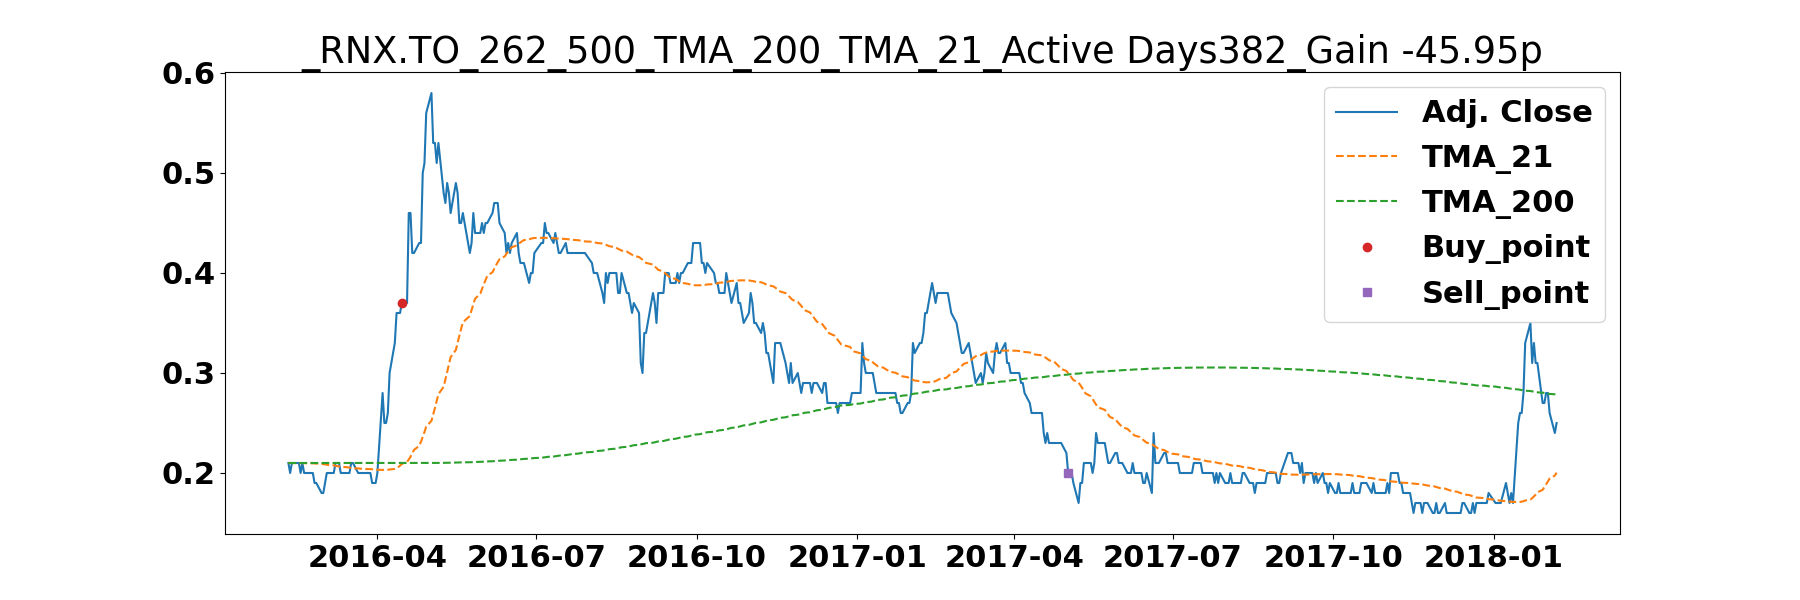 _RNX.TO_262_500_TMA_200_TMA_21_Active Days382_Gain -45.95p
0.6
0.5
0.4
0.3
0.2
Adj. Close
TMA_21
TMA_200
Buy_point
Sell_point
2016-04 2016-07 2016-10 2017-01 2017-04 2017-07 2017-10 2018-01